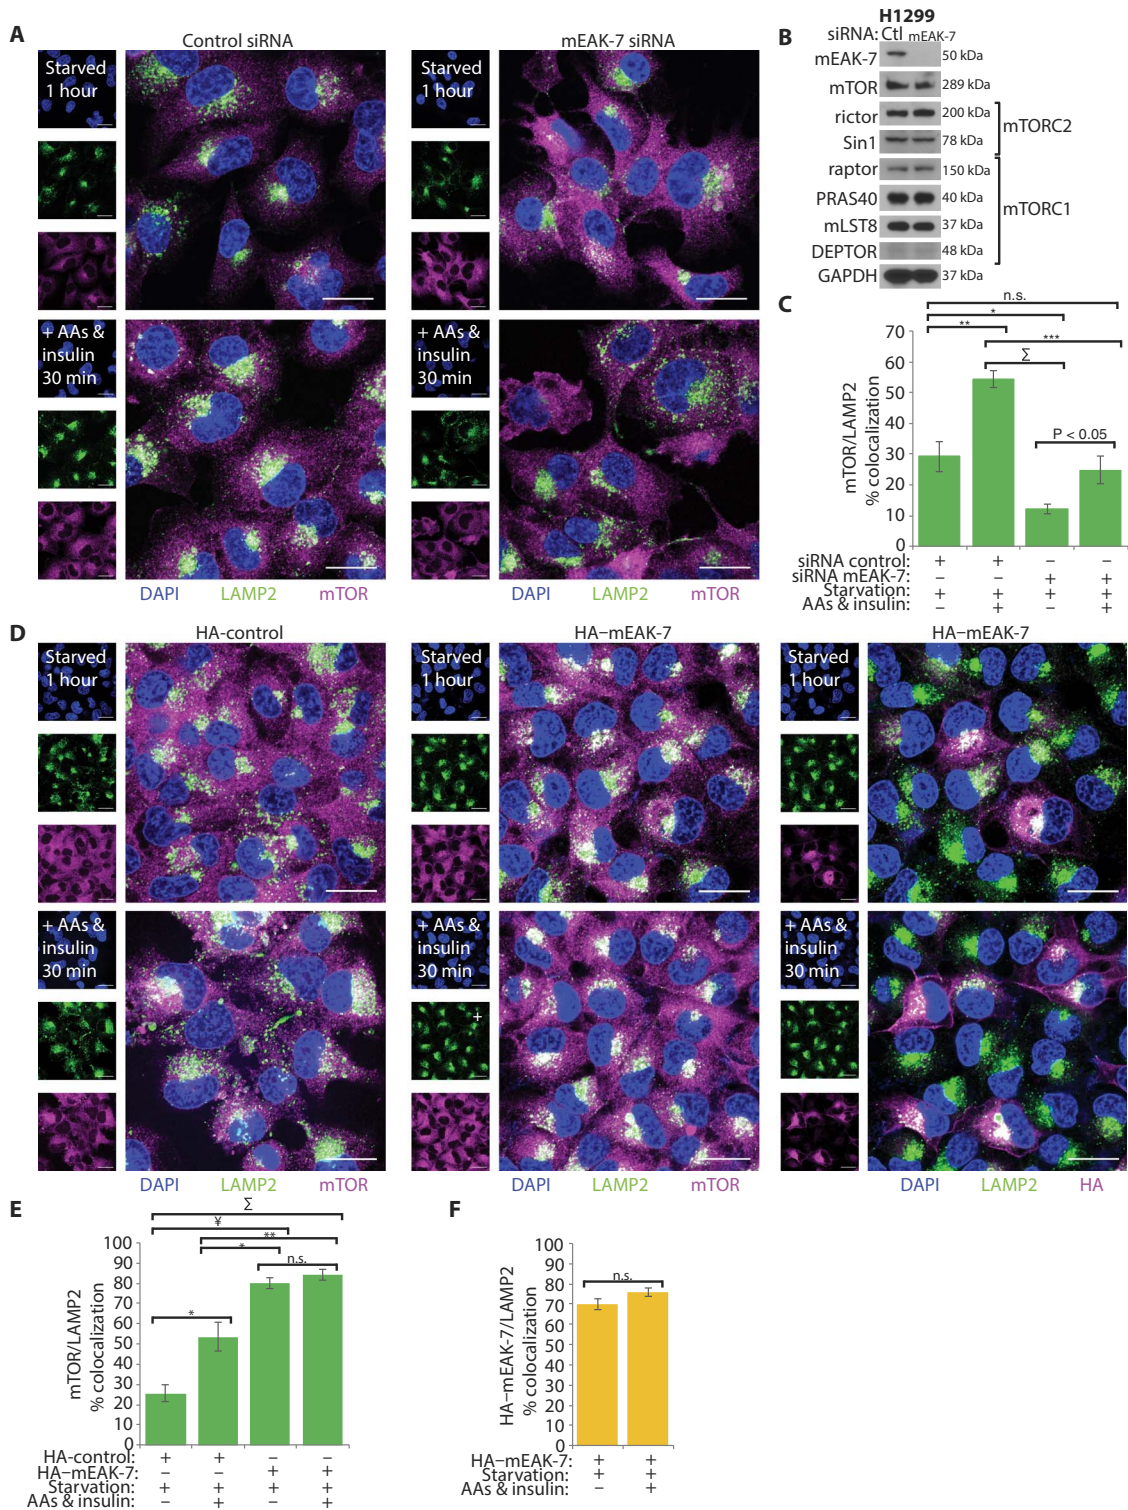 A
Control siRNA
mEAK-7 siRNA
Starved
1 hour
Starved
1 hour
+ AAs &
insulin
30 min
+ AAs &
insulin
30 min
DAPI LAMP2 mTOR
DAPI LAMP2 mTOR
B
H1299
siRNA: Ctl mEAK-7
mEAK-7 50 kDa
mTOR 289 kDa
rictor 200 kDa
Sin1 78 kDa
mTORC2
raptor 150 kDa
PRAS40 40 kDa
mLST8 37 kDa
DEPTOR 48 kDa
mTORC1
GAPDH 37 kDa
C
n.s.
*
**
***
Σ
P < 0.05
mTOR/LAMP2
% colocalization
70
60
50
40
30
20
10
0
siRNA control: + + − −
siRNA mEAK-7: − − + +
Starvation: + + + +
AAs & insulin: − + − +
D
HA-control
HA−mEAK-7
HA−mEAK-7
Starved
1 hour
Starved
1 hour
Starved
1 hour
+ AAs &
insulin
30 min
+ AAs &
insulin
30 min
+
+ AAs &
insulin
30 min
DAPI LAMP2 mTOR
DAPI LAMP2 mTOR
DAPI LAMP2 HA
E
Σ
¥
**
*
n.s.
*
mTOR/LAMP2
% colocalization
100
90
80
70
60
50
40
30
20
10
0
HA-control: + + − −
HA−mEAK-7: − − + +
Starvation: + + + +
AAs & insulin: − + − +
F
n.s.
HA−mEAK-7/LAMP2
% colocalization
100
90
80
70
60
50
40
30
20
10
0
HA−mEAK-7: + +
Starvation: + +
AAs & insulin: − +